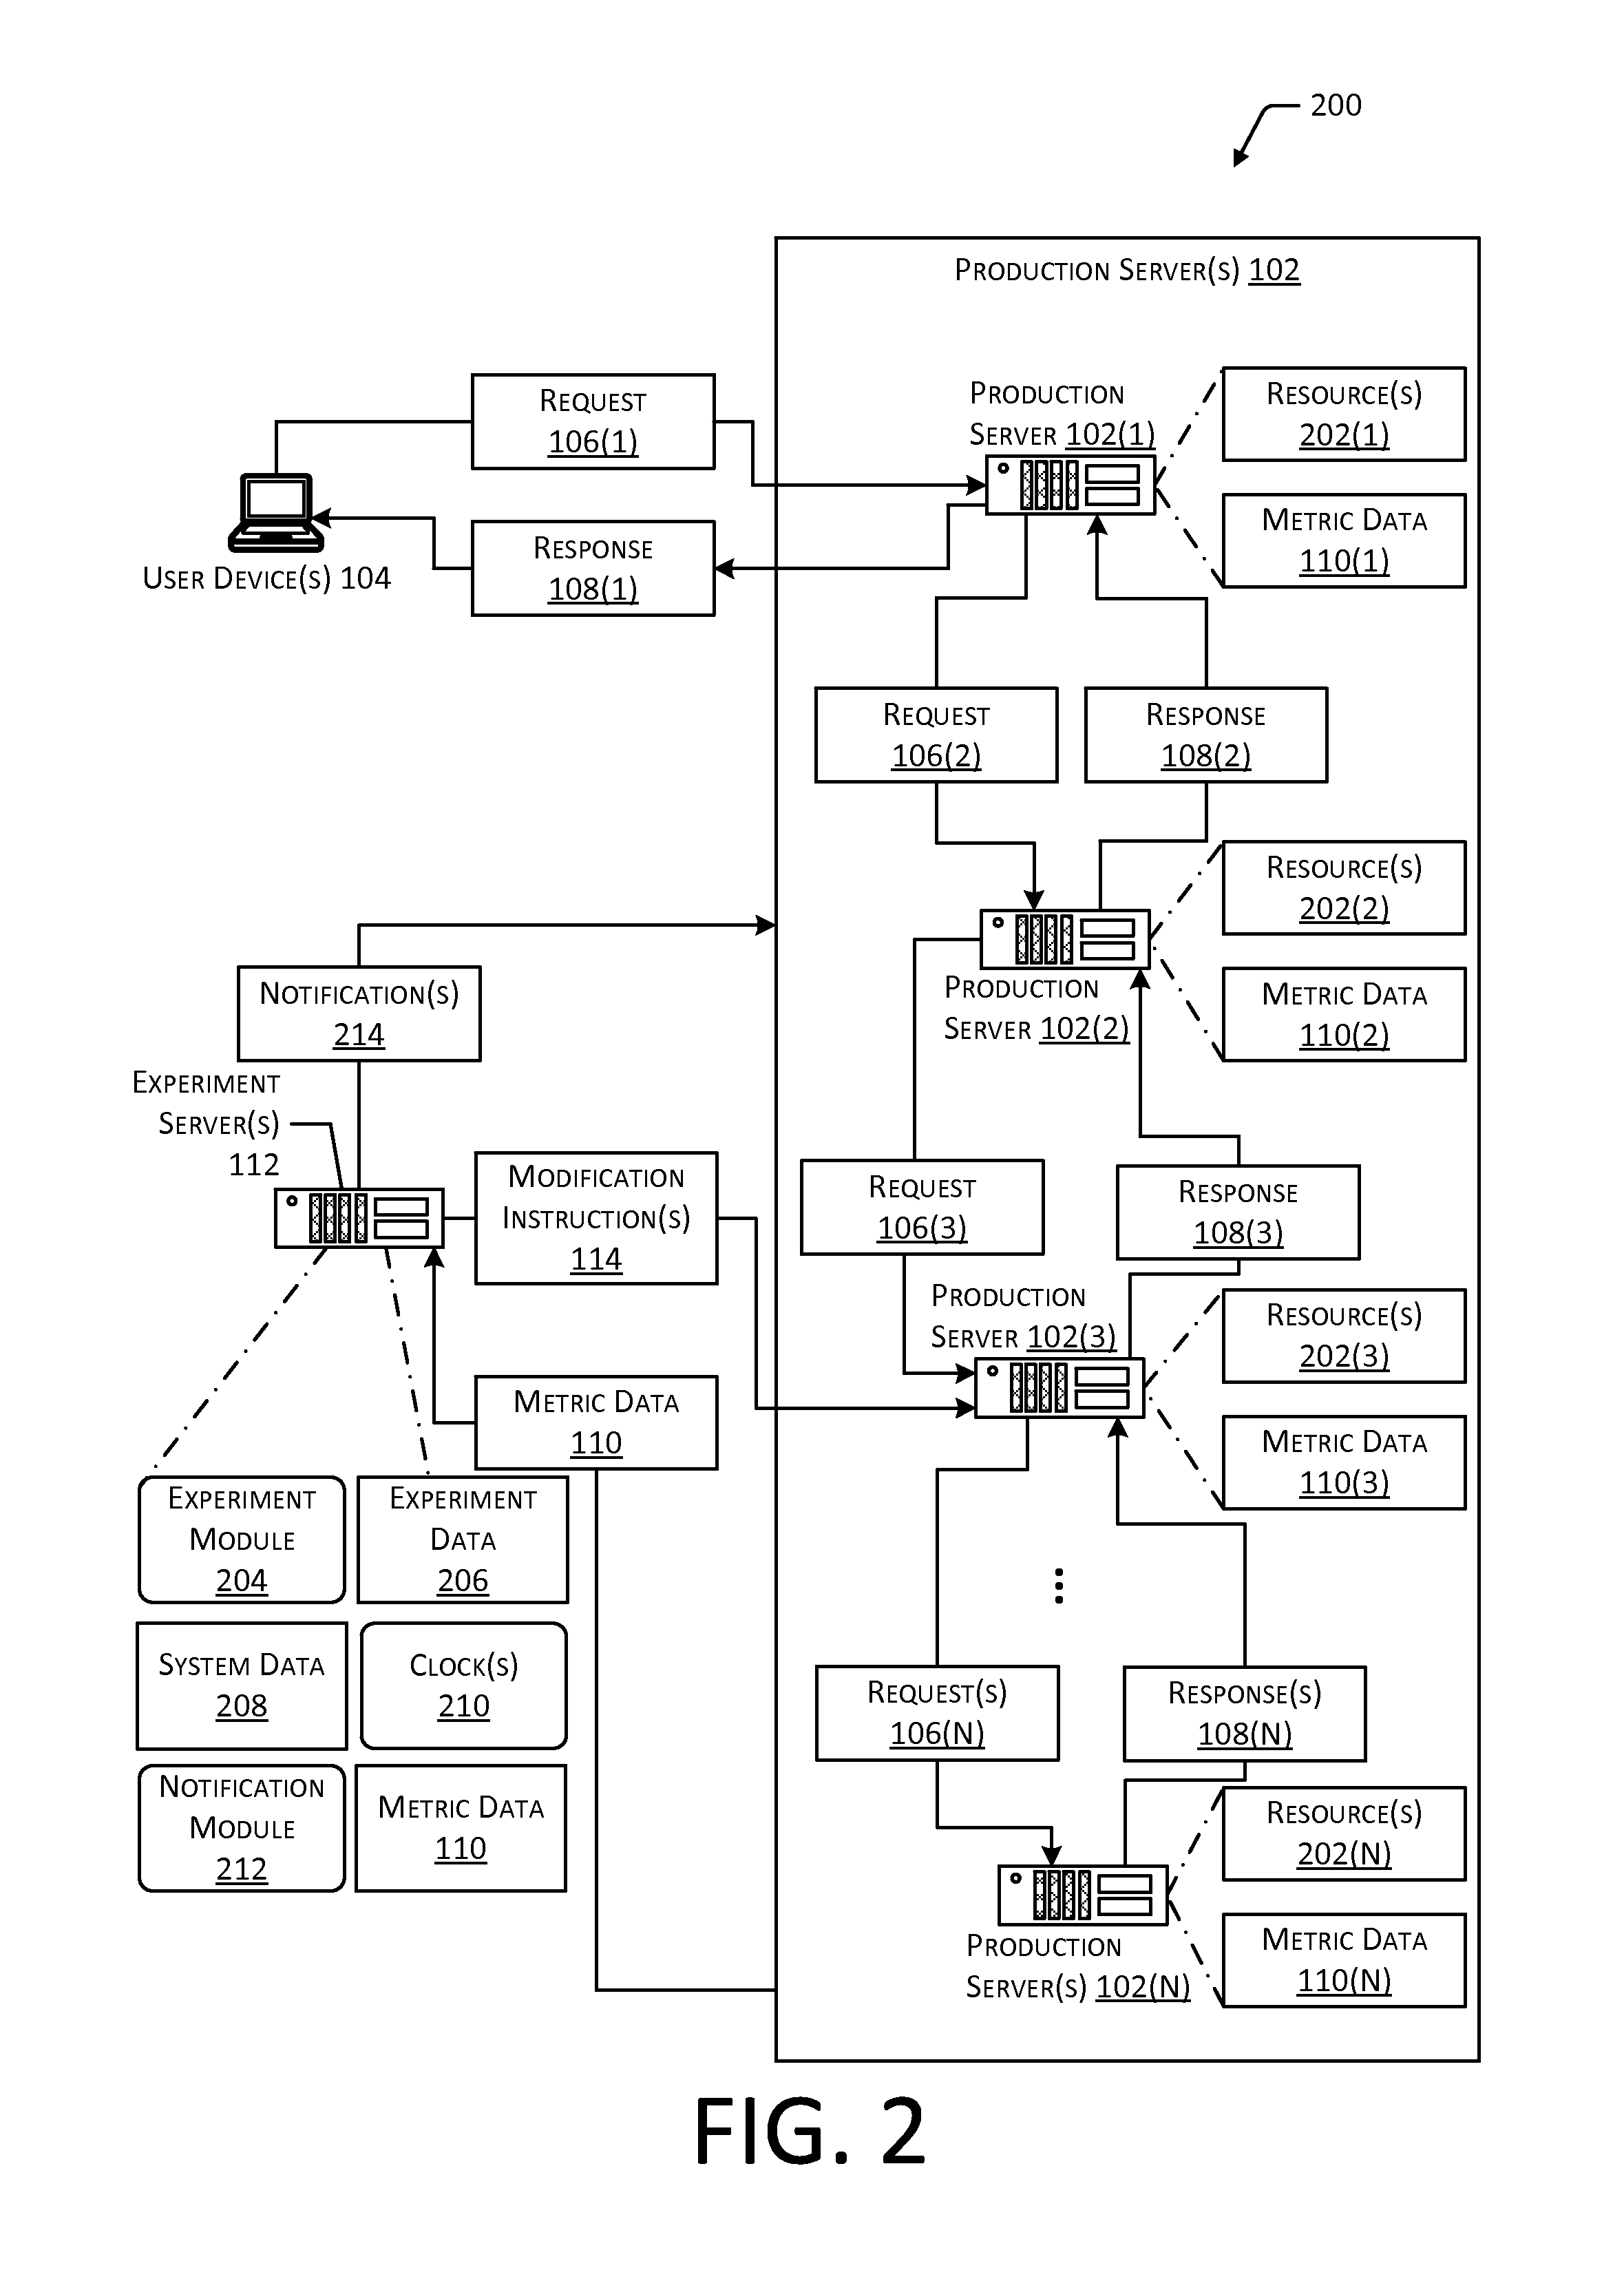 200
PRODUCTION SERVER(S) 102
REQUEST
106(1)
RESPONSE
108(1)
USER DEVICE(S) 104
PRODUCTION
SERVER 102(1)
RESOURCE(S)
202(1)
METRIC DATA
110(1)
REQUEST
106(2)
RESPONSE
108(2)
RESOURCE(S)
202(2)
METRIC DATA
110(2)
PRODUCTION
SERVER 102(2)
NOTIFICATION(S)
214
EXPERIMENT
SERVER(S)
112
MODIFICATION
INSTRUCTION(S)
114
REQUEST
106(3)
RESPONSE
108(3)
PRODUCTION
SERVER 102(3)
RESOURCE(S)
202(3)
METRIC DATA
110(3)
METRIC DATA
110
EXPERIMENT
MODULE
204
EXPERIMENT
DATA
206
SYSTEM DATA
208
CLOCK(S)
210
NOTIFICATION
MODULE
212
METRIC DATA
110
REQUEST(S)
106(N)
RESPONSE(S)
108(N)
RESOURCE(S)
202(N)
METRIC DATA
110(N)
PRODUCTION
SERVER(S) 102(N)
FIG. 2